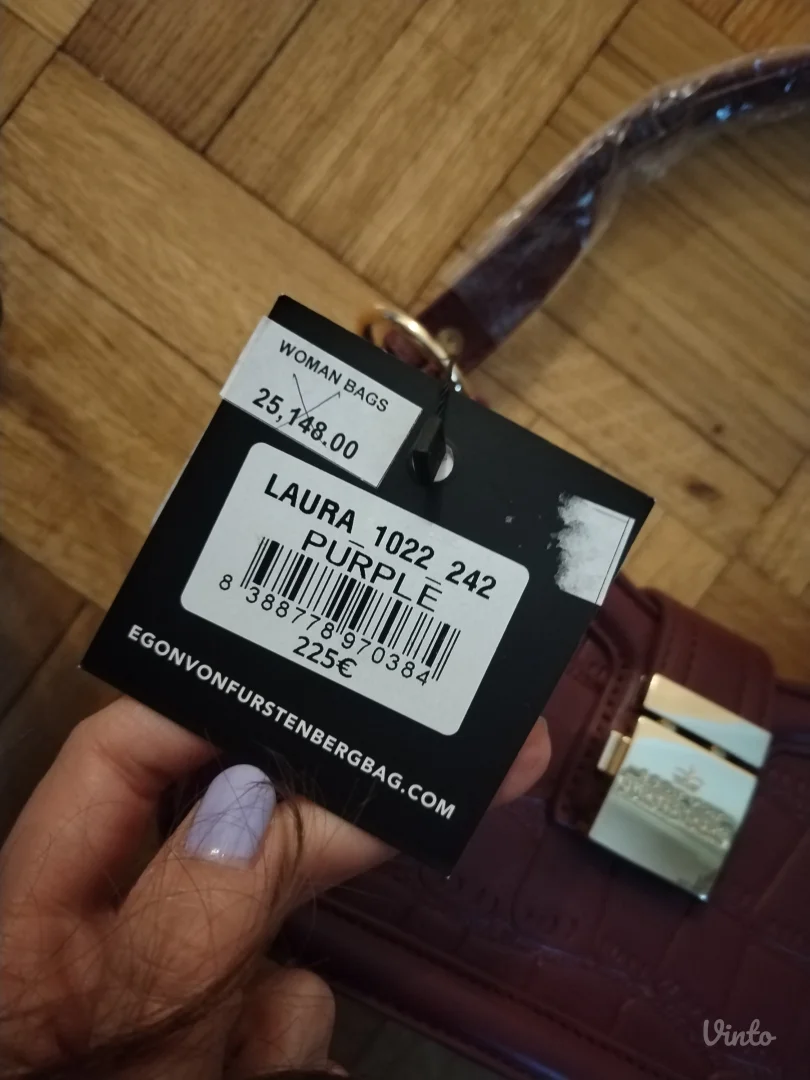 WOMAN BAGS
25,148.00
LAURA_1022_242
PURPLE
8 388778 970384
225€
EGONVONFURSTENBERGBAG.COM
Vinto